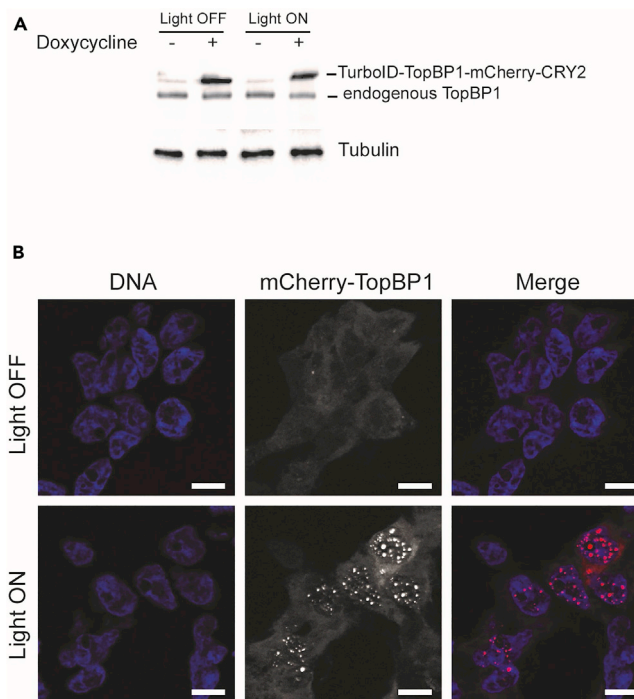 A
Light OFF Light ON
Doxycycline - + - +
TurboID-TopBP1-mCherry-CRY2
endogenous TopBP1
Tubulin
B
DNA mCherry-TopBP1 Merge
Light OFF
Light ON